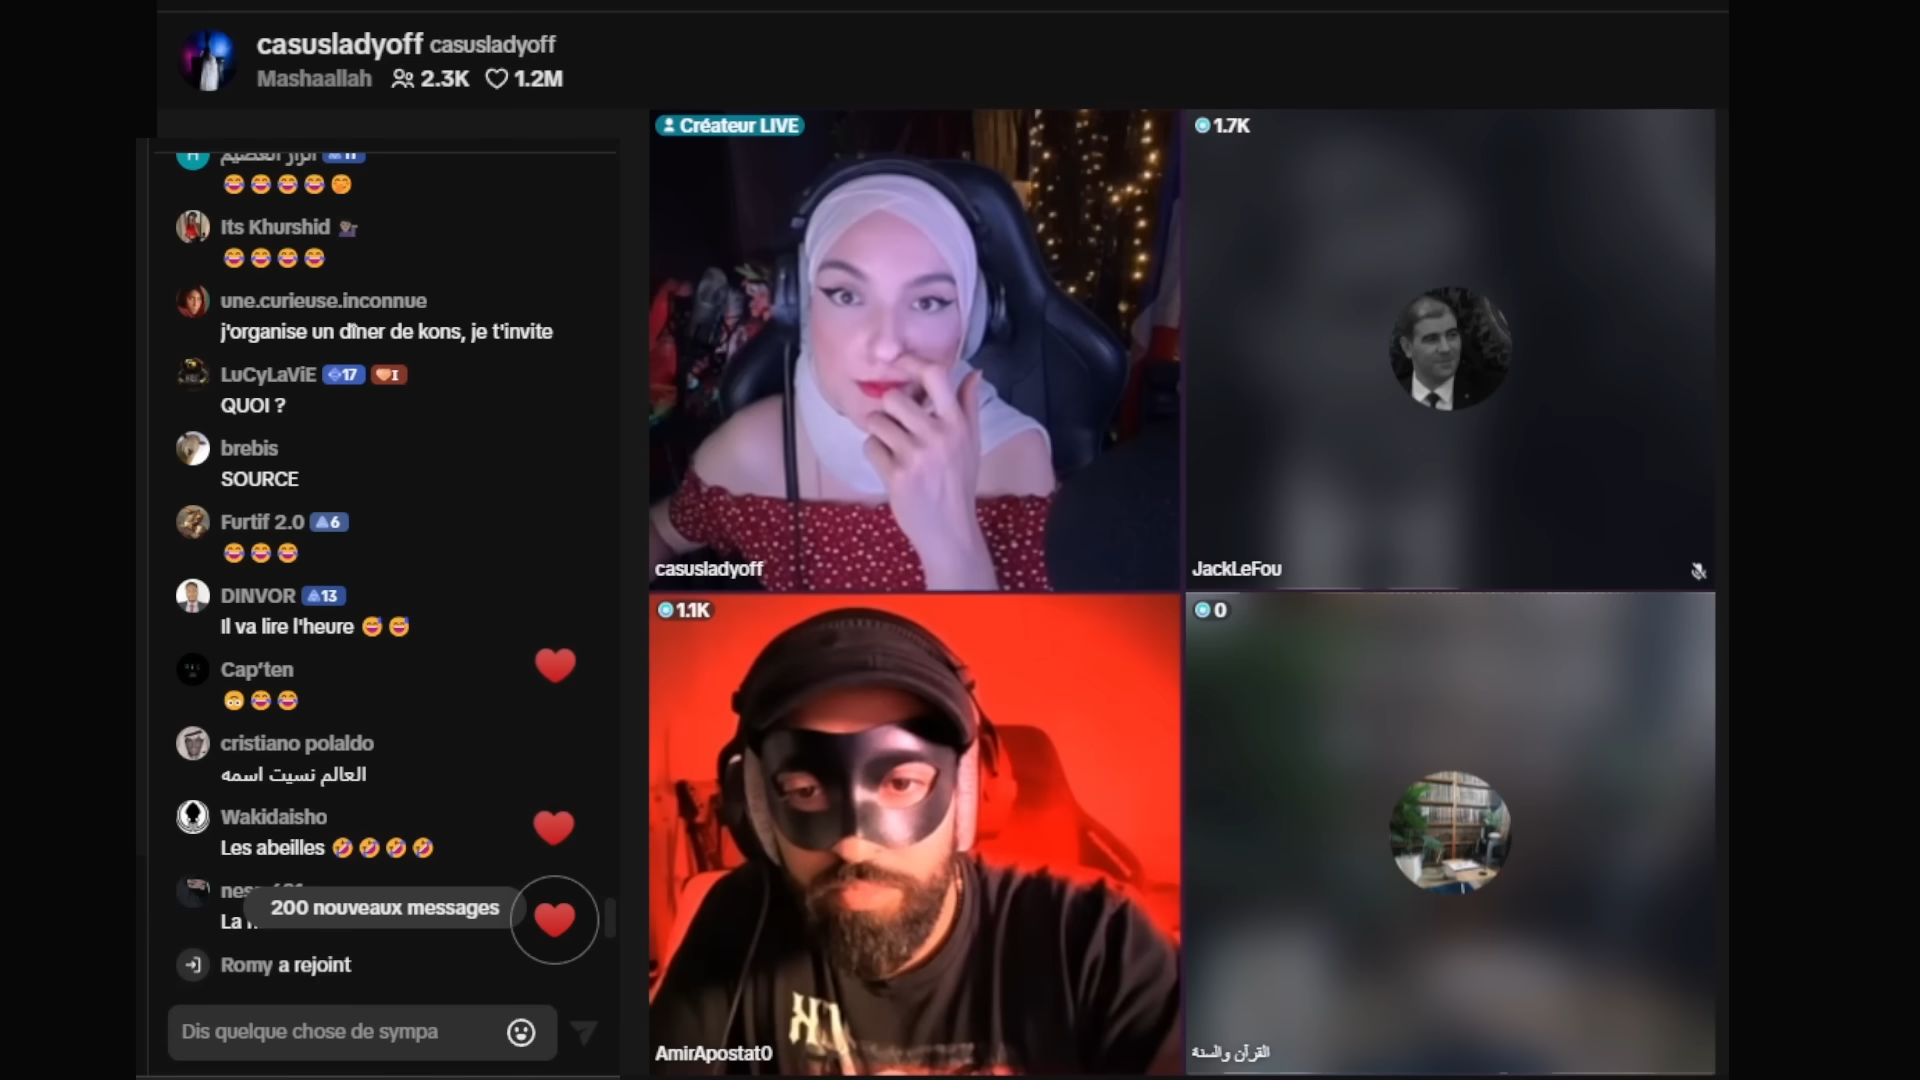 casusladyoff casusladyoff
Mashaallah 2.3K 1.2M
11
Its Khurshid
une.curieuse.inconnue
j'organise un dîner de kons, je t'invite
LuCyLaViE 17 I
QUOI ?
brebis
SOURCE
Furtif 2.0 6
DINVOR 13
Il va lire l'heure
Cap'ten
cristiano polaldo
العالم نسيت اسمه
Wakidaisho
Les abeilles
La
200 nouveaux messages
Romy a rejoint
Dis quelque chose de sympa
Créateur LIVE
casusladyoff
1.7K
JackLeFou
1.1K
AmirApostat0
0
القرآن والسنة